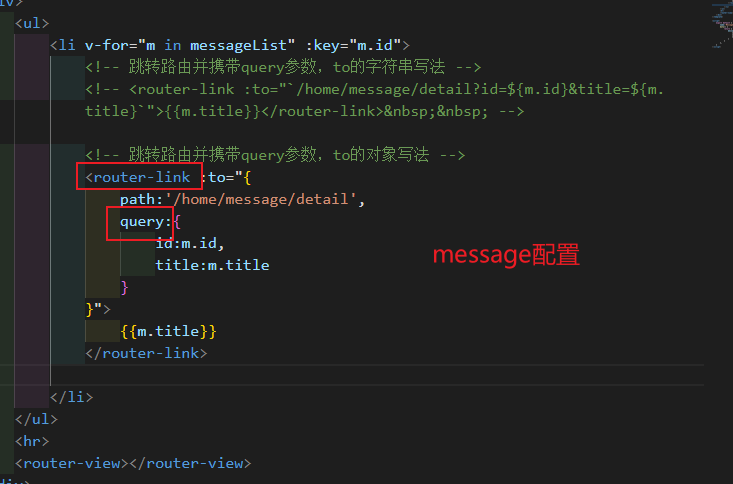 <ul>
<li v-for="m in messageList" :key="m.id">
<!-- 跳转路由并携带query参数，to的字符串写法 -->
<!-- <router-link :to="`/home/message/detail?id=${m.id}&title=${m.
title}`">{{m.title}}</router-link>&nbsp;&nbsp; -->
<!-- 跳转路由并携带query参数，to的对象写法 -->
<router-link :to="{
path:'/home/message/detail',
query:{
id:m.id,
message配置
title:m.title
}
}">
{{m.title}}
</router-link>
</li>
</ul>
<hr>
<router-view></router-view>